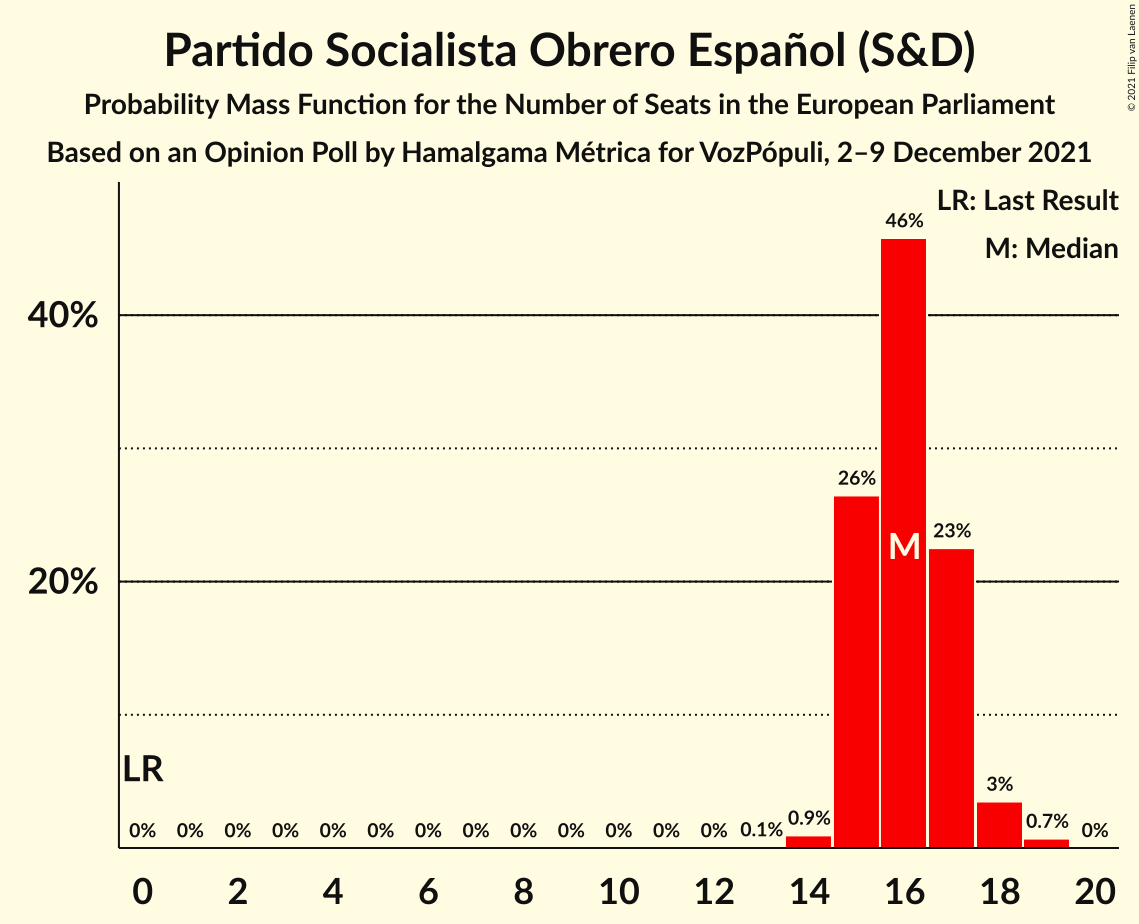 Partido Socialista Obrero Español (S&D)
Probability Mass Function for the Number of Seats in the European Parliament
Based on an Opinion Poll by Hamalgama Métrica for VozPópuli, 2–9 December 2021
© 2021 Filip van Laenen
LR: Last Result
M: Median
46%
40%
26%
M
23%
20%
LR
3%
0% 0% 0% 0% 0% 0% 0% 0% 0% 0% 0% 0% 0% 0.1% 0.9% 0.7% 0%
0 2 4 6 8 10 12 14 16 18 20